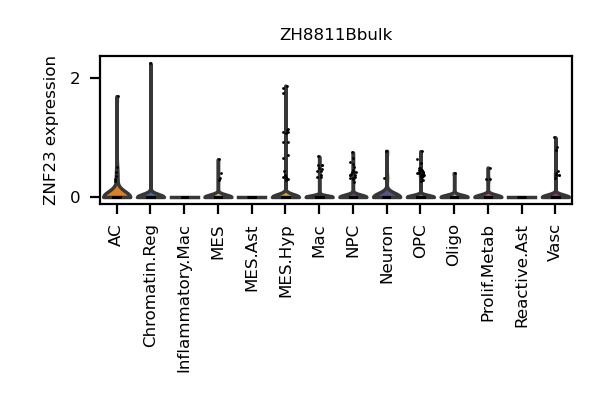 ZH8811Bbulk
ZNF23 expression
2
0
AC
Chromatin.Reg
Inflammatory.Mac
MES
MES.Ast
MES.Hyp
Mac
NPC
Neuron
OPC
Oligo
Prolif.Metab
Reactive.Ast
Vasc